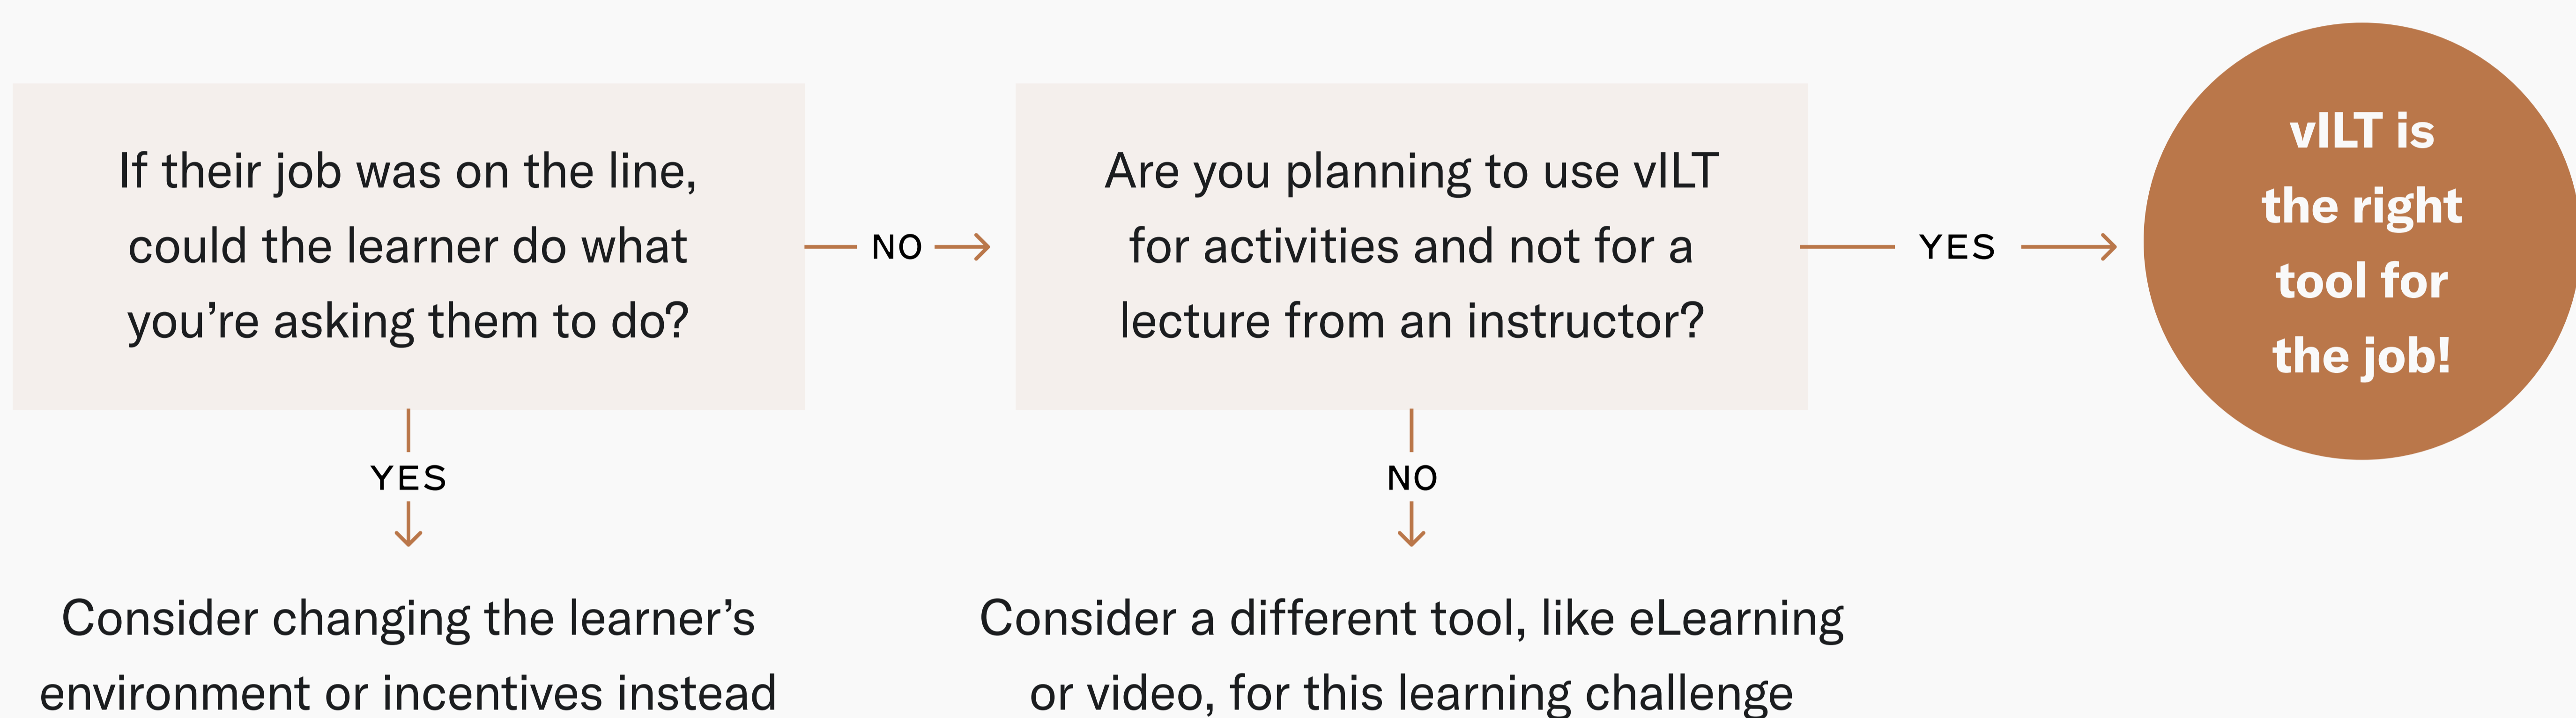 If their job was on the line,
could the learner do what
you’re asking them to do?
NO
Are you planning to use vILT
for activities and not for a
lecture from an instructor?
YES
vILT is
the right
tool for
the job!
YES
NO
Consider changing the learner’s
environment or incentives instead
Consider a different tool, like eLearning
or video, for this learning challenge